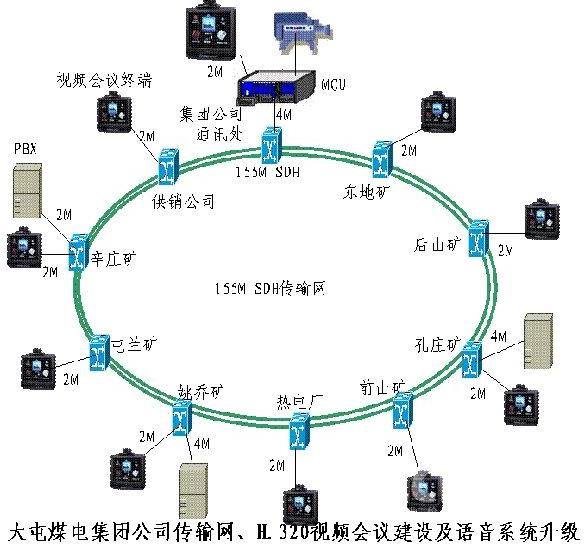 2M
MCU
视频会议终端
集团公司
通讯处
4M
2M
2M
PBX
155M SDH
供销公司
东地矿
2M
后山矿
2M
辛庄矿
2M
155M SDH传输网
孔庄矿
4M
屯兰矿
2M
姚乔矿
热电厂
前山矿
2M
2M
4M
2M
2M
大屯煤电集团公司传输网、H.320视频会议建设及语音系统升级